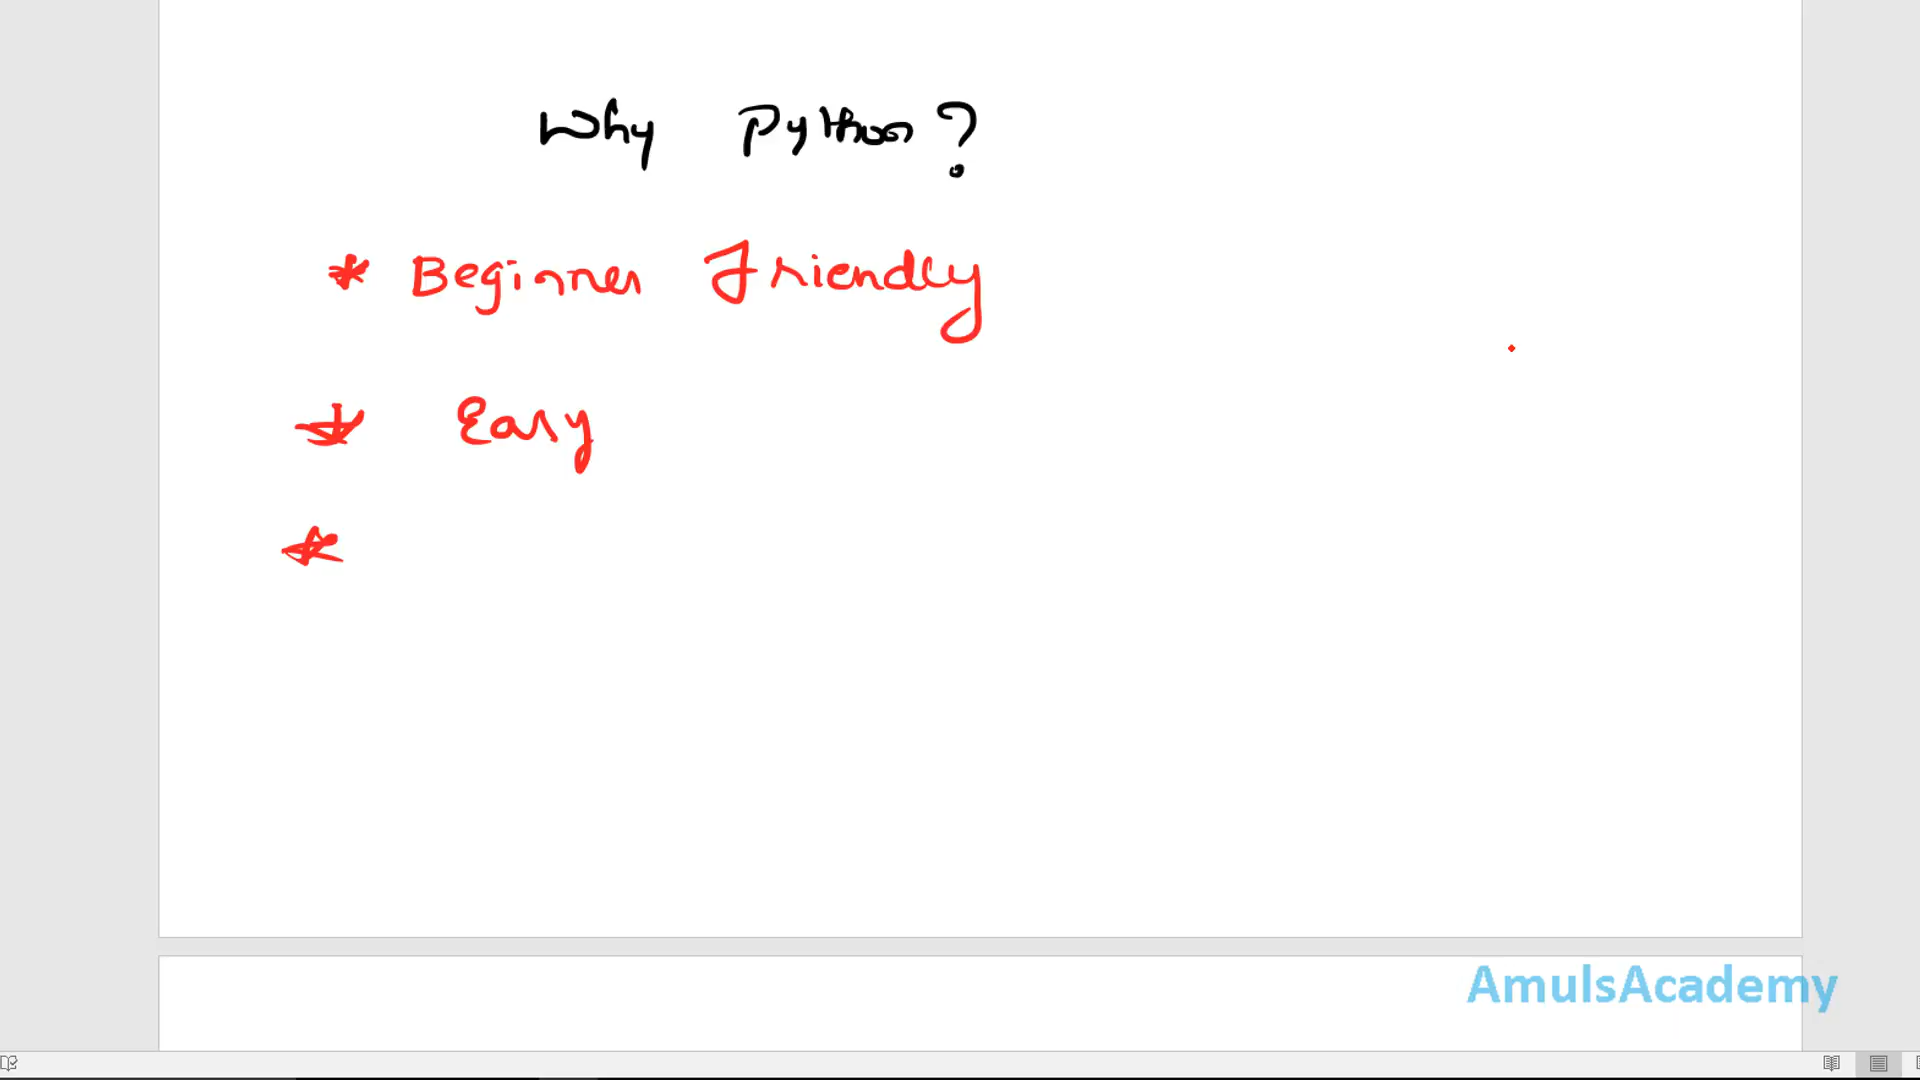 Why Python?
* Beginner Friendly
* Easy
*
AmulsAcademy